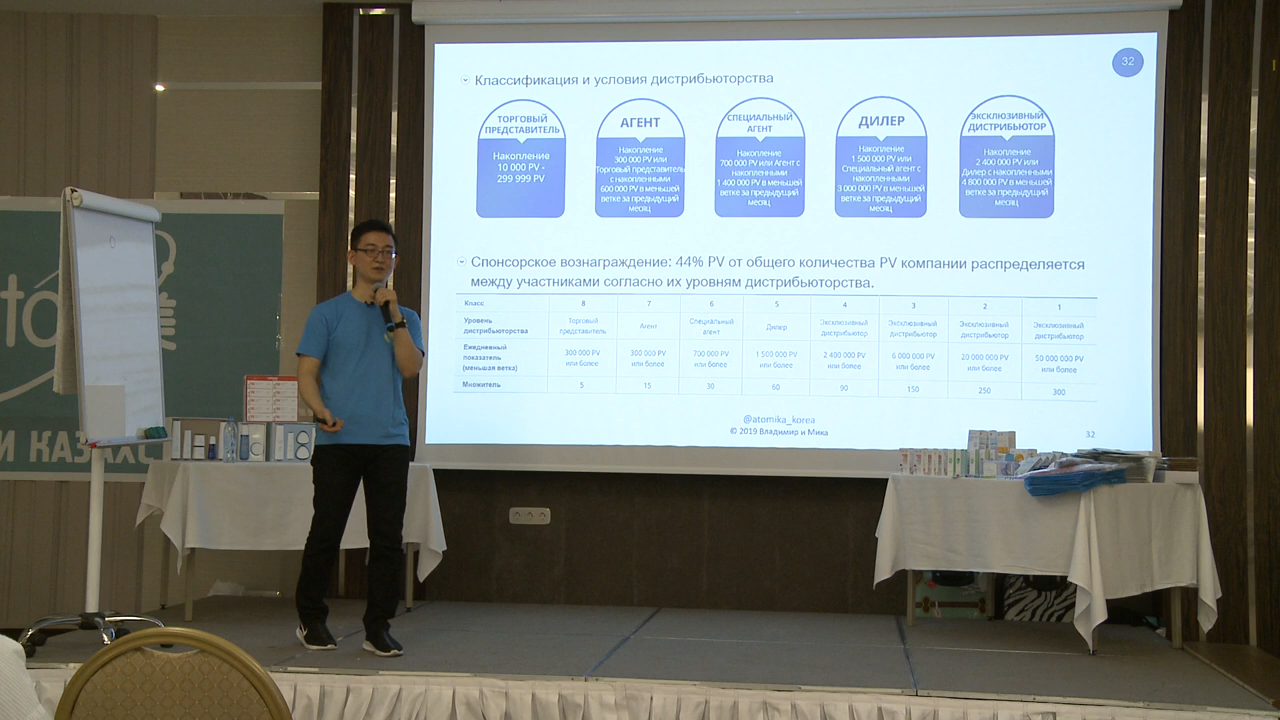 32
Классификация и условия дистрибьюторства
ТОРГОВЫЙ
ПРЕДСТАВИТЕЛЬ
Накопление
10 000 PV -
299 999 PV
АГЕНТ
Накопление
300 000 PV или
Торговый представитель
с накопленными
600 000 PV в меньшей
ветке за предыдущий
месяц
СПЕЦИАЛЬНЫЙ
АГЕНТ
Накопление
700 000 PV или Агент с
накопленными
1 400 000 PV в меньшей
ветке за предыдущий
месяц
ДИЛЕР
Накопление
1 500 000 PV или
Специальный агент с
накопленными
3 000 000 PV в меньшей
ветке за предыдущий
месяц
ЭКСКЛЮЗИВНЫЙ
ДИСТРИБЬЮТОР
Накопление
2 400 000 PV или
Дилер с накопленными
4 800 000 PV в меньшей
ветке за предыдущий
месяц
Спонсорское вознаграждение: 44% PV от общего количества PV компании распределяется
между участниками согласно их уровням дистрибьюторства.
Класс 8 7 6 5 4 3 2 1
Уровень дистрибьюторства Торговый представитель Агент Специальный агент Дилер Эксклюзивный дистрибьютор Эксклюзивный дистрибьютор Эксклюзивный дистрибьютор Эксклюзивный дистрибьютор
Ежедневный показатель (меньшая ветка) 300 000 PV или более 300 000 PV или более 700 000 PV или более 1 500 000 PV или более 2 400 000 PV или более 6 000 000 PV или более 20 000 000 PV или более 50 000 000 PV или более
Множитель 5 15 30 60 90 150 250 300
@atomika_korea
© 2019 Владимир и Мика
32